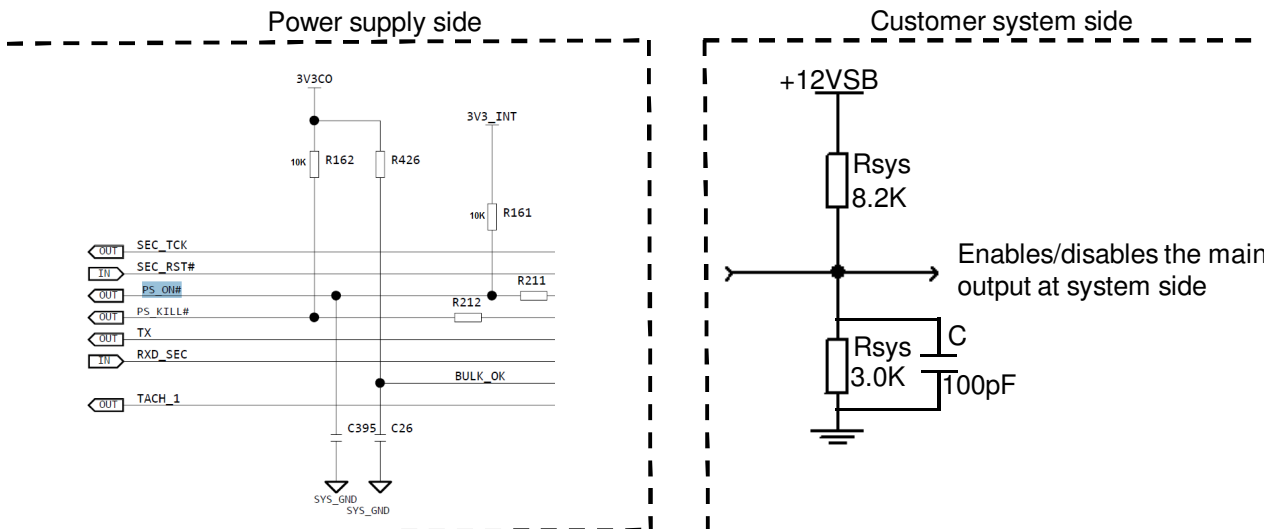 Power supply side
Customer system side
3V3CO
3V3_INT
10K R162
R426
10K R161
OUT SEC_TCK
IN SEC_RST#
OUT PS_ON#
R211
OUT PS_KILL#
R212
OUT TX
IN RXD_SEC
BULK_OK
OUT TACH_1
C395 C26
SYS_GND
SYS_GND
+12VSB
Rsys
8.2K
Enables/disables the main
output at system side
Rsys
3.0K
C
100pF